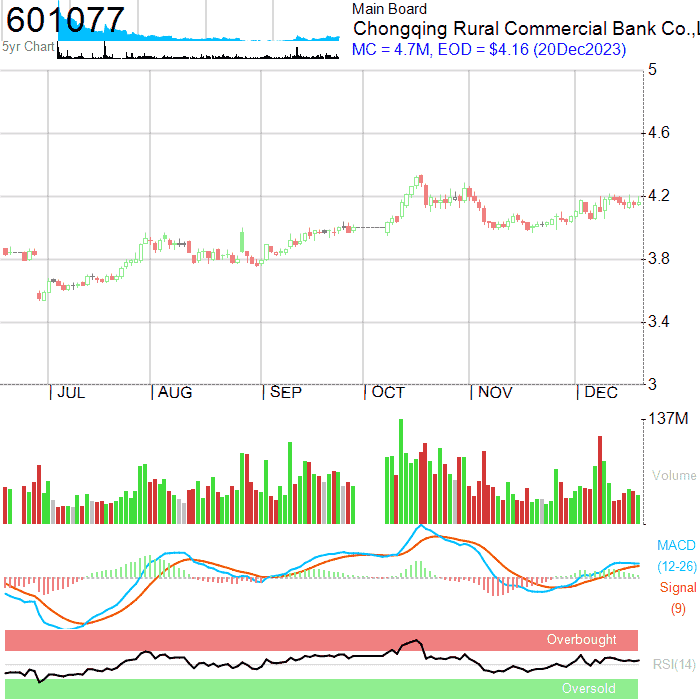 601077
5yr Chart
Main Board
Chongqing Rural Commercial Bank Co.,L
MC = 4.7M, EOD = $4.16 (20Dec2023)
5
4.6
4.2
3.8
3.4
3
JUL AUG SEP OCT NOV DEC
137M
Volume
MACD
(12-26)
Signal
(9)
Overbought
RSI(14)
Oversold